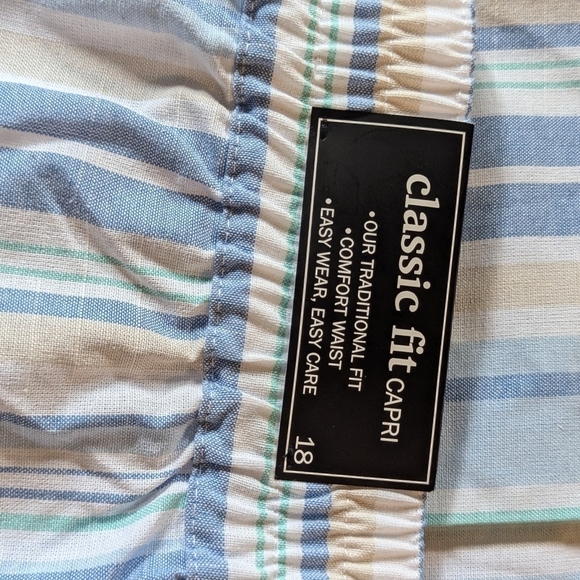 classic fit CAPRI
•OUR TRADITIONAL FIT
•COMFORT WAIST
•EASY WEAR, EASY CARE
18